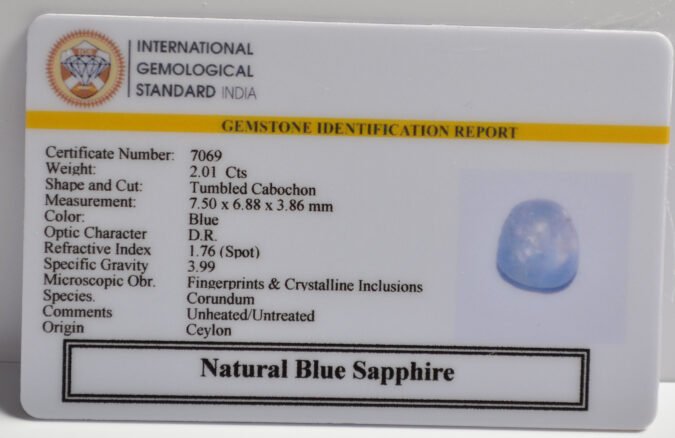 INTERNATIONAL
GEMOLOGICAL
STANDARD INDIA
GEMSTONE IDENTIFICATION REPORT
Certificate Number: 7069
Weight: 2.01 Cts
Shape and Cut: Tumbled Cabochon
Measurement: 7.50 x 6.88 x 3.86 mm
Color: Blue
Optic Character D.R.
Refractive Index 1.76 (Spot)
Specific Gravity 3.99
Microscopic Obr. Fingerprints & Crystalline Inclusions
Species. Corundum
Comments Unheated/Untreated
Origin Ceylon
Natural Blue Sapphire